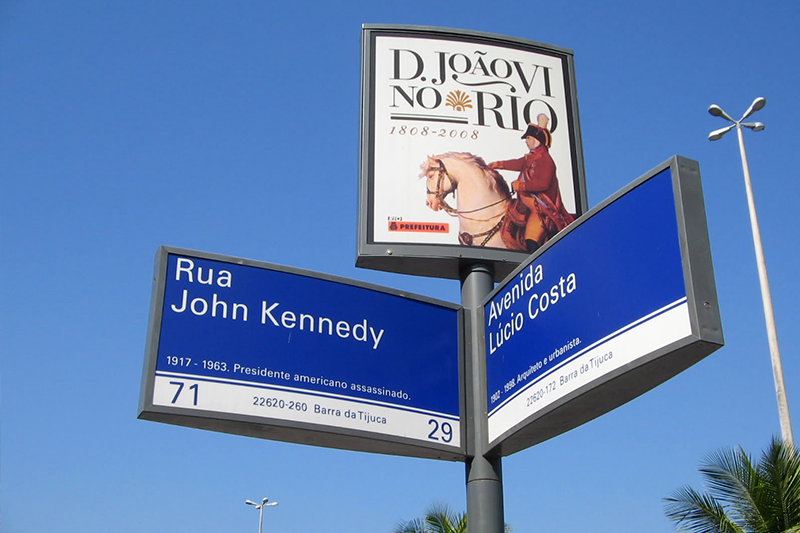 D. JOÃO VI
NO RIO
1808-2008
RIO
PREFEITURA
Rua
John Kennedy
1917 - 1963. Presidente americano assassinado.
71 22620-260 Barra da Tijuca 29
Avenida
Lúcio Costa
1902 - 1998. Arquiteto e urbanista.
22620-172 Barra da Tijuca